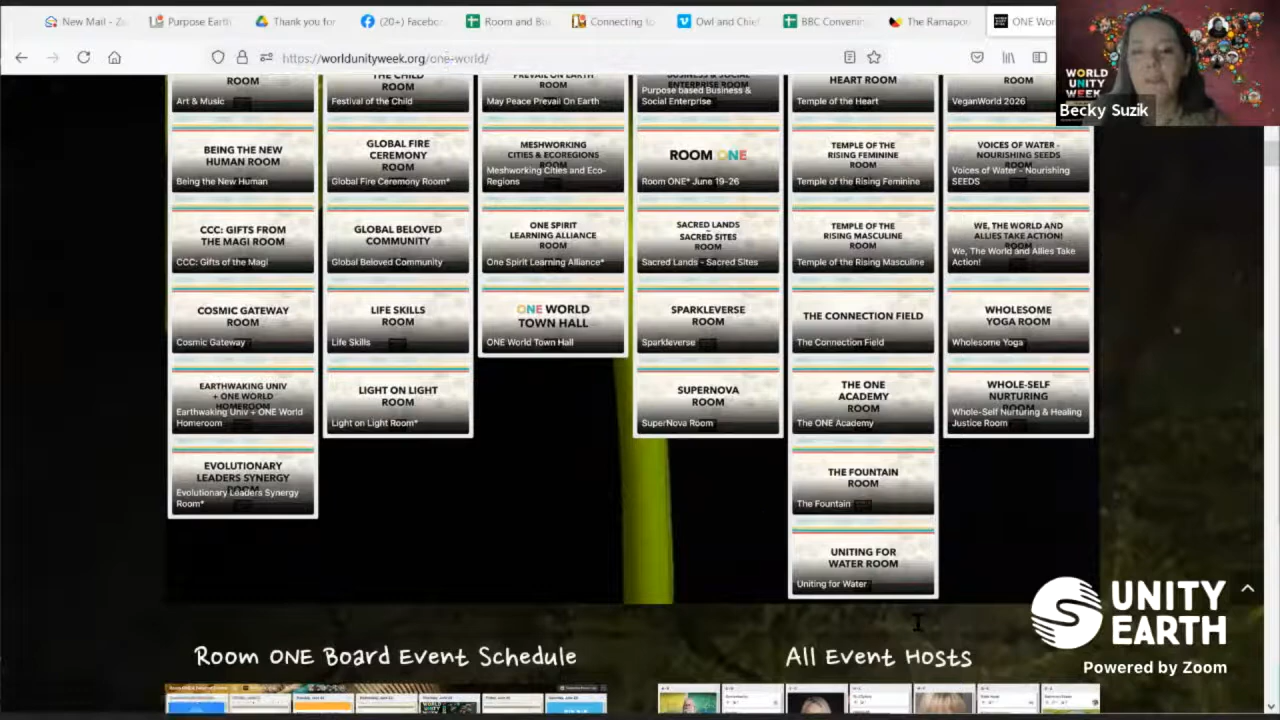 New Mail - Zo
Purpose Earth
Thank you for
(20+) Faceboo
Room and Bo
Connecting to
Owl and Chief
BBC Convenin
The Ramapou
ONE Wor
https://worldunityweek.org/one-world/
WORLD
UNITY
WEEK
Becky Suzik
ROOM
Art & Music
THE CHILD
ROOM
Festival of the Child
PREVAIL ON EARTH
ROOM
May Peace Prevail On Earth
BUSINESS & SOCIAL
ENTERPRISE ROOM
Purpose based Business &
Social Enterprise
HEART ROOM
Temple of the Heart
ROOM
VeganWorld 2026
BEING THE NEW
HUMAN ROOM
Being the New Human
GLOBAL FIRE
CEREMONY
ROOM
Global Fire Ceremony Room*
MESHWORKING
CITIES & ECOREGIONS
ROOM
Meshworking Cities and Eco-
Regions
ROOM ONE
Room ONE* June 19-26
TEMPLE OF THE
RISING FEMININE
ROOM
Temple of the Rising Feminine
VOICES OF WATER -
NOURISHING SEEDS
ROOM
Voices of Water - Nourishing
SEEDS
CCC: GIFTS FROM
THE MAGI ROOM
CCC: Gifts of the Magi
GLOBAL BELOVED
COMMUNITY
Global Beloved Community
ONE SPIRIT
LEARNING ALLIANCE
ROOM
One Spirit Learning Alliance*
SACRED LANDS
SACRED SITES
ROOM
Sacred Lands - Sacred Sites
TEMPLE OF THE
RISING MASCULINE
ROOM
Temple of the Rising Masculine
WE, THE WORLD AND
ALLIES TAKE ACTION!
ROOM
We, The World and Allies Take
Action!
COSMIC GATEWAY
ROOM
Cosmic Gateway
LIFE SKILLS
ROOM
Life Skills
ONE WORLD
TOWN HALL
ONE World Town Hall
SPARKLEVERSE
ROOM
Sparkleverse
THE CONNECTION FIELD
The Connection Field
WHOLESOME
YOGA ROOM
Wholesome Yoga
EARTHWAKING UNIV
+ ONE WORLD
HOMEROOM
Earthwaking Univ + ONE World
Homeroom
LIGHT ON LIGHT
ROOM
Light on Light Room*
SUPERNOVA
ROOM
SuperNova Room
THE ONE
ACADEMY
ROOM
The ONE Academy
WHOLE-SELF
NURTURING
ROOM
Whole-Self Nurturing & Healing
Justice Room
EVOLUTIONARY
LEADERS SYNERGY
ROOM
Evolutionary Leaders Synergy
Room*
THE FOUNTAIN
ROOM
The Fountain
UNITING FOR
WATER ROOM
Uniting for Water
UNITY
EARTH
Powered by Zoom
Room ONE Board Event Schedule
All Event Hosts